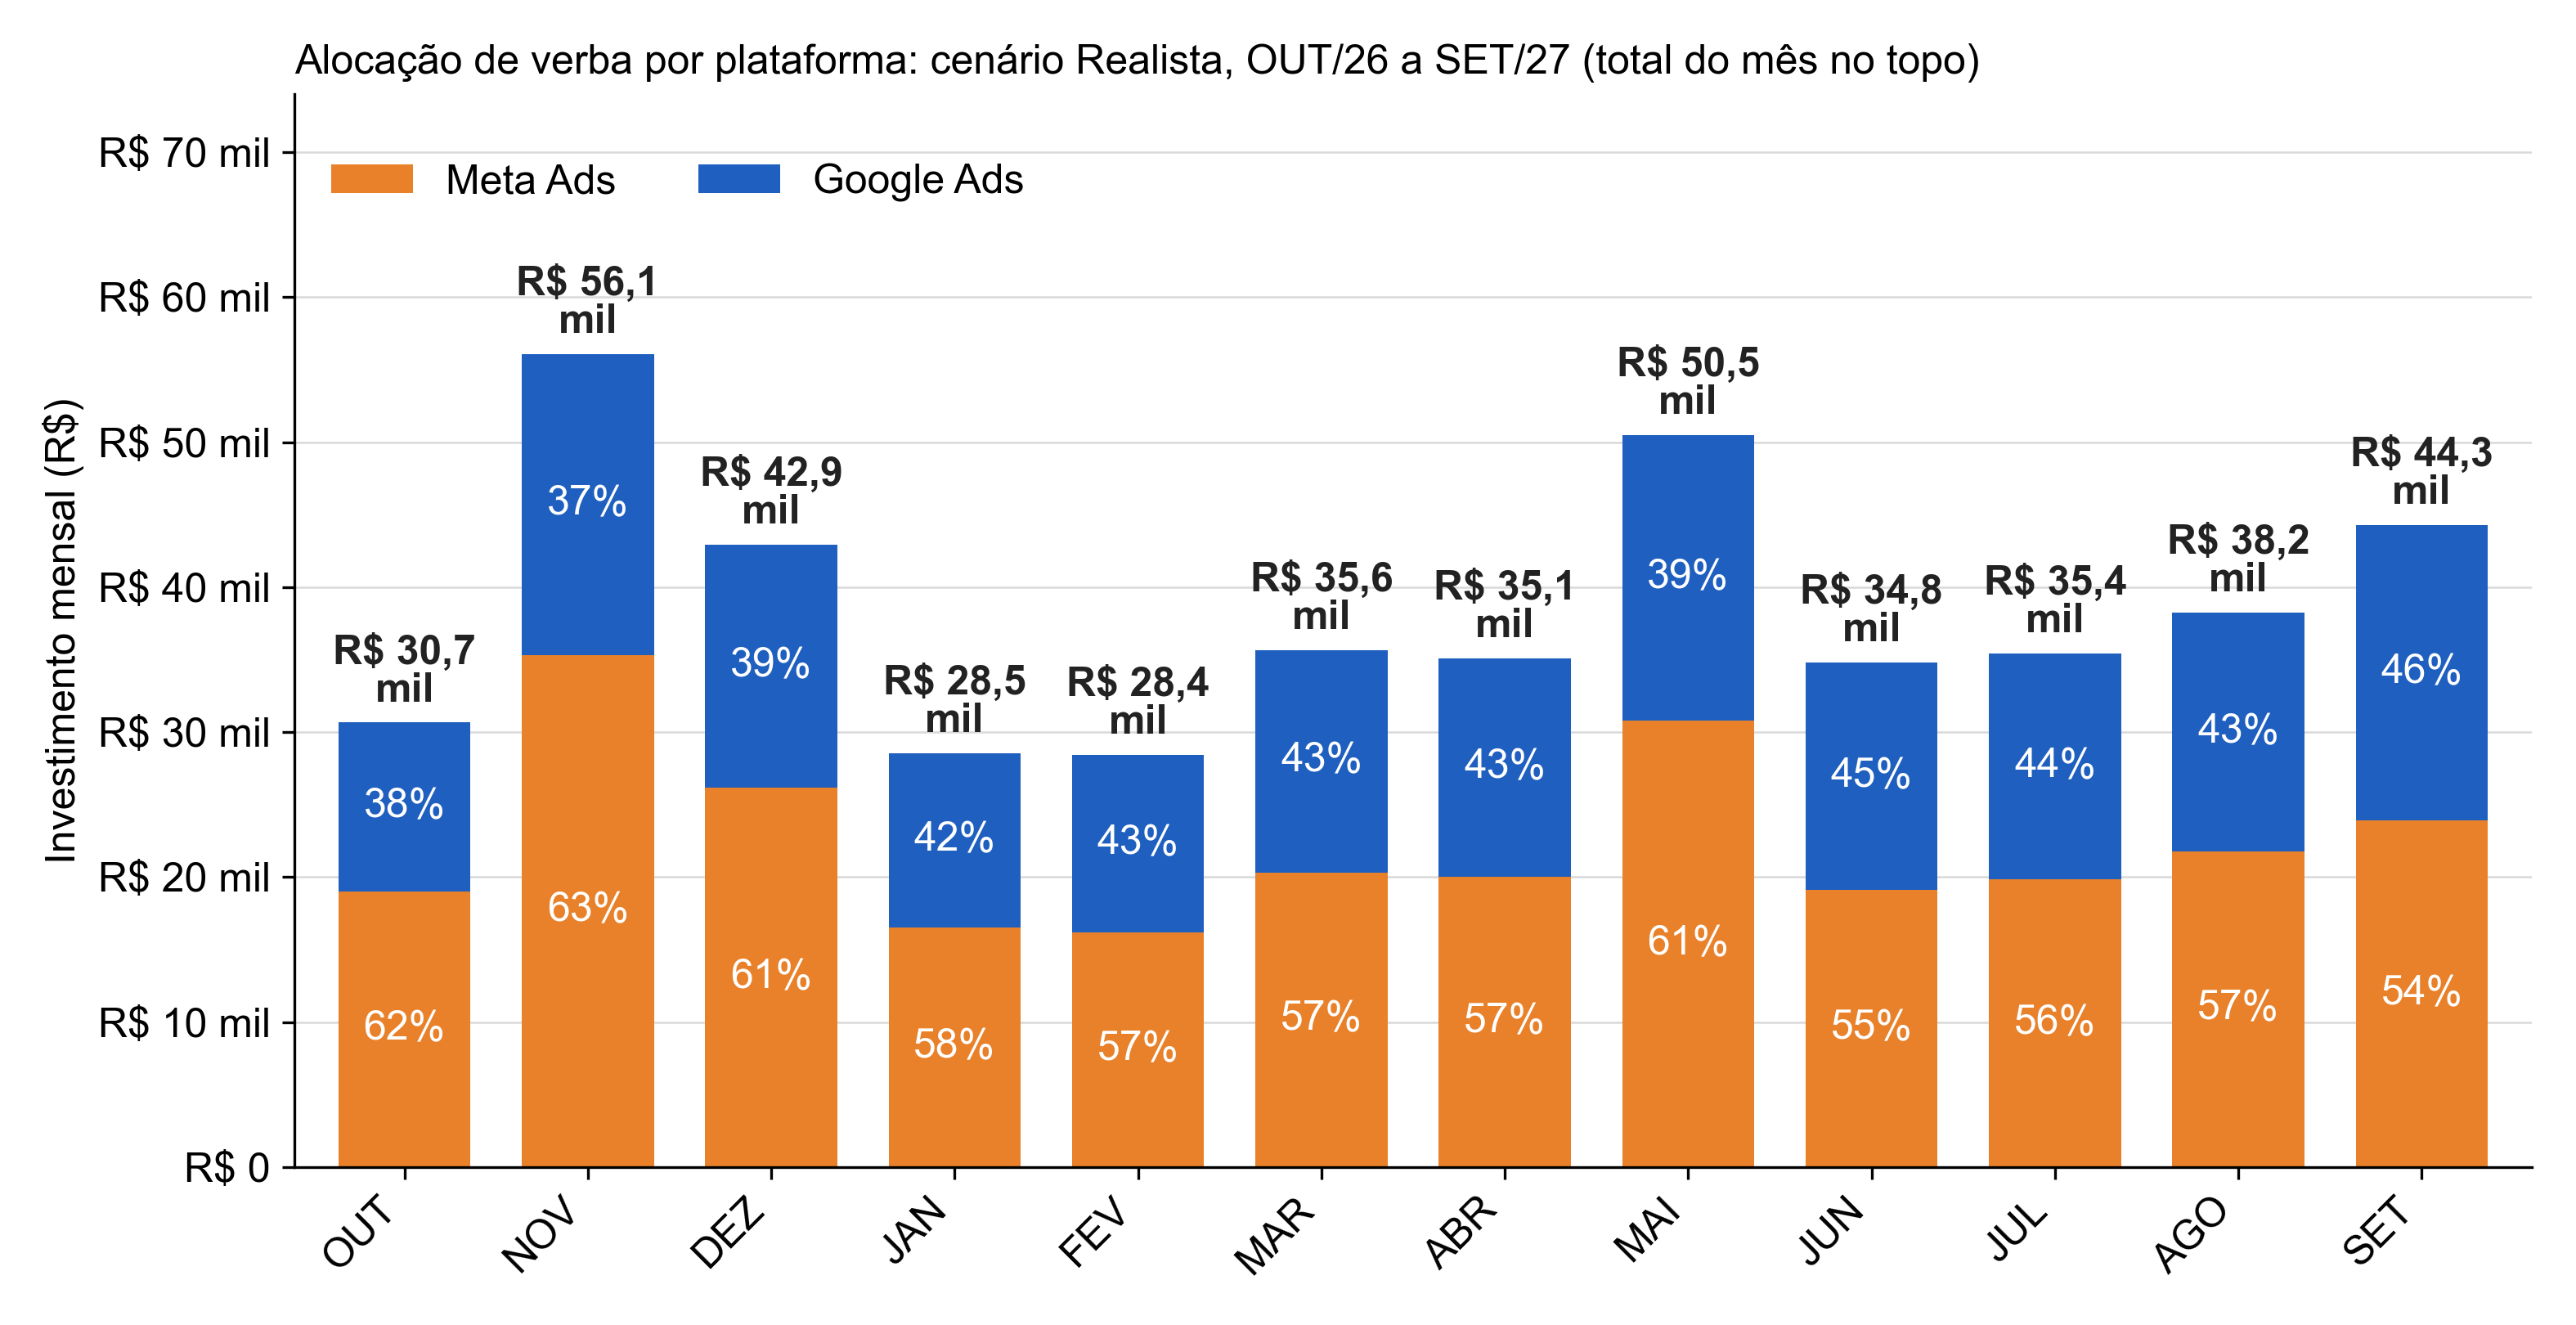 Alocação de verba por plataforma: cenário Realista, OUT/26 a SET/27 (total do mês no topo)
Investimento mensal (R$)
R$ 70 mil
R$ 60 mil
R$ 50 mil
R$ 40 mil
R$ 30 mil
R$ 20 mil
R$ 10 mil
R$ 0
Meta Ads
Google Ads
R$ 30,7
mil
38%
62%
R$ 56,1
mil
37%
63%
R$ 42,9
mil
39%
61%
R$ 28,5
mil
42%
58%
R$ 28,4
mil
43%
57%
R$ 35,6
mil
43%
57%
R$ 35,1
mil
43%
57%
R$ 50,5
mil
39%
61%
R$ 34,8
mil
45%
55%
R$ 35,4
mil
44%
56%
R$ 38,2
mil
43%
57%
R$ 44,3
mil
46%
54%
OUT
NOV
DEZ
JAN
FEV
MAR
ABR
MAI
JUN
JUL
AGO
SET